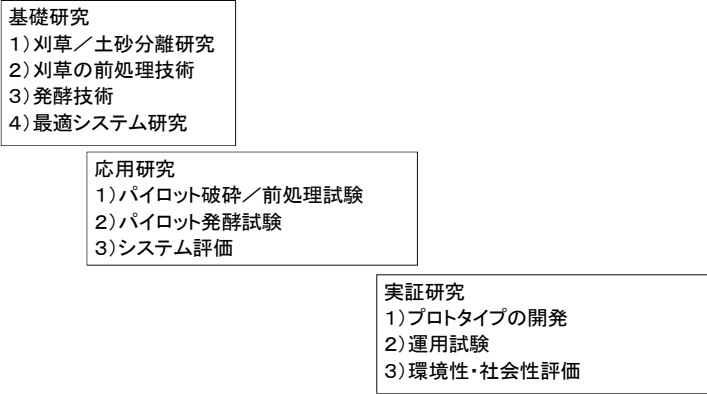 基礎研究
１）刈草／土砂分離研究
２）刈草の前処理技術
３）発酵技術
４）最適システム研究
応用研究
１）パイロット破砕／前処理試験
２）パイロット発酵試験
３）システム評価
実証研究
１）プロトタイプの開発
２）運用試験
３）環境性・社会性評価